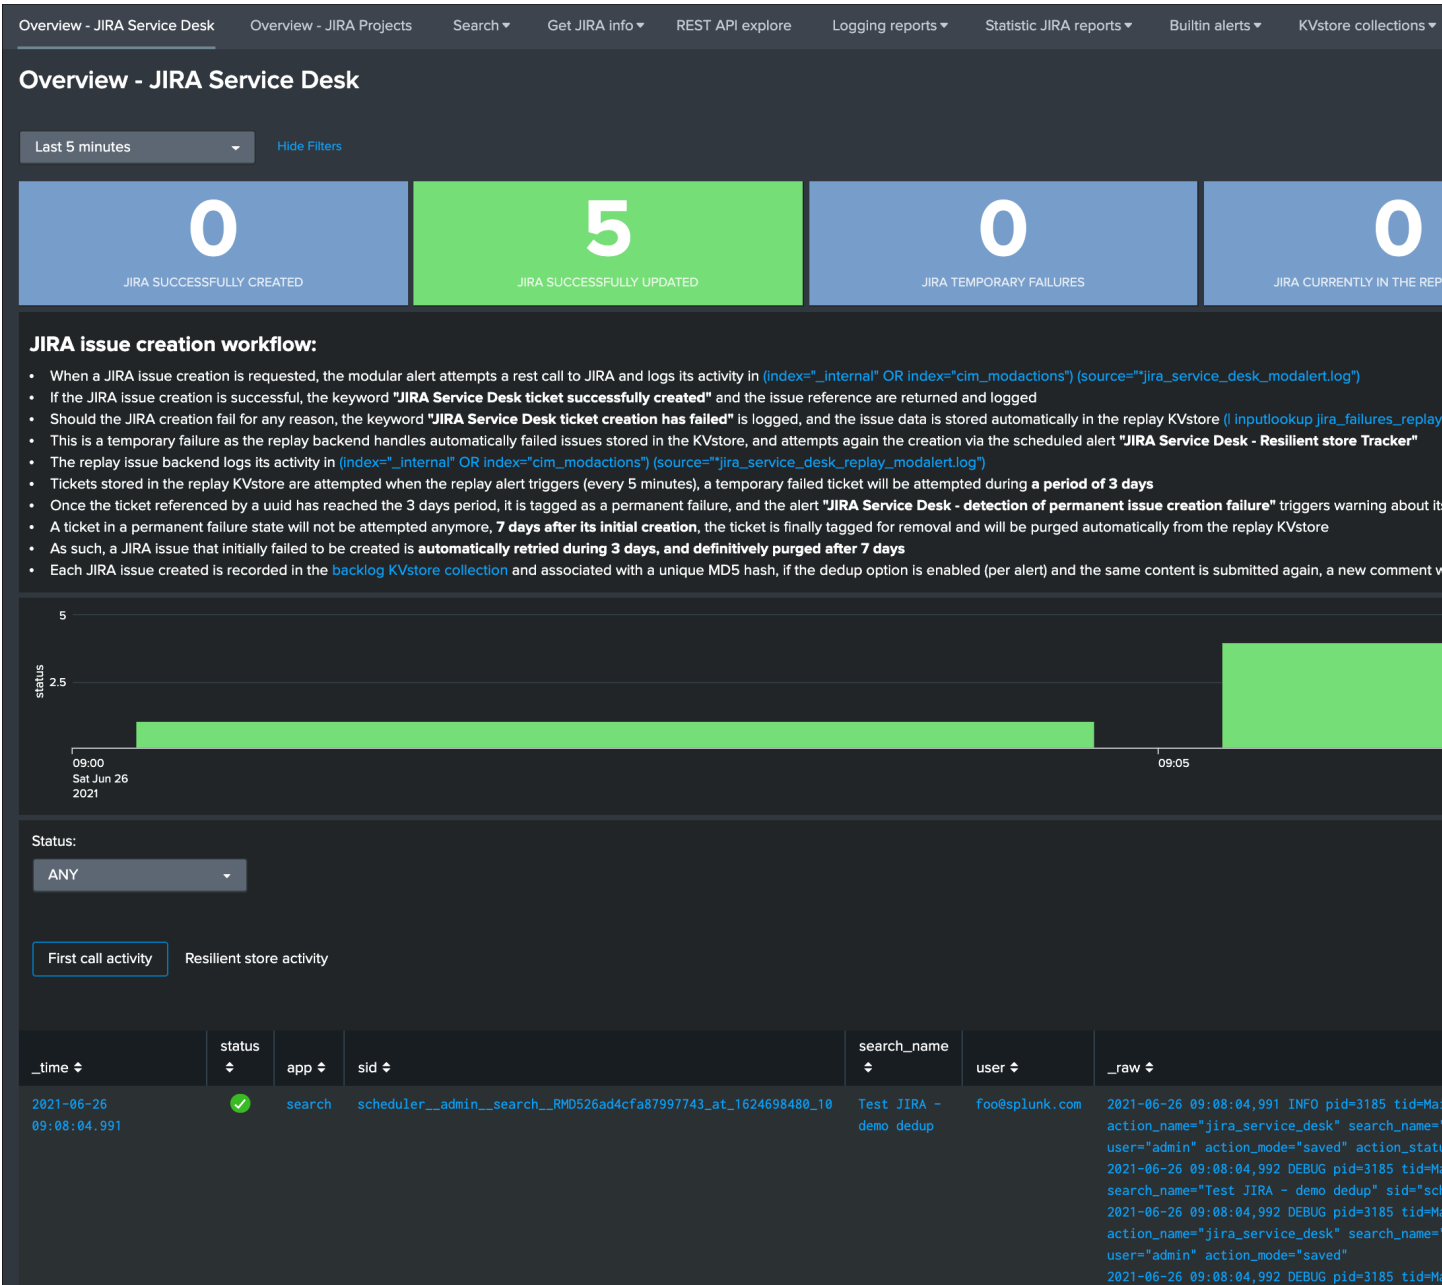 Overview - JIRA Service Desk
Overview - JIRA Projects
Search
Get JIRA info
REST API explore
Logging reports
Statistic JIRA reports
Builtin alerts
KVstore collections
Overview - JIRA Service Desk
Last 5 minutes
Hide Filters
0
JIRA SUCCESSFULLY CREATED
5
JIRA SUCCESSFULLY UPDATED
0
JIRA TEMPORARY FAILURES
0
JIRA CURRENTLY IN THE REP
JIRA issue creation workflow:
• When a JIRA issue creation is requested, the modular alert attempts a rest call to JIRA and logs its activity in (index="_internal" OR index="cim_modactions") (source="*jira_service_desk_modalert.log")
• If the JIRA issue creation is successful, the keyword "JIRA Service Desk ticket successfully created" and the issue reference are returned and logged
• Should the JIRA creation fail for any reason, the keyword "JIRA Service Desk ticket creation has failed" is logged, and the issue data is stored automatically in the replay KVstore (| inputlookup jira_failures_replay
• This is a temporary failure as the replay backend handles automatically failed issues stored in the KVstore, and attempts again the creation via the scheduled alert "JIRA Service Desk - Resilient store Tracker"
• The replay issue backend logs its activity in (index="_internal" OR index="cim_modactions") (source="*jira_service_desk_replay_modalert.log")
• Tickets stored in the replay KVstore are attempted when the replay alert triggers (every 5 minutes), a temporary failed ticket will be attempted during a period of 3 days
• Once the ticket referenced by a uuid has reached the 3 days period, it is tagged as a permanent failure, and the alert "JIRA Service Desk - detection of permanent issue creation failure" triggers warning about it
• A ticket in a permanent failure state will not be attempted anymore, 7 days after its initial creation, the ticket is finally tagged for removal and will be purged automatically from the replay KVstore
• As such, a JIRA issue that initially failed to be created is automatically retried during 3 days, and definitively purged after 7 days
• Each JIRA issue created is recorded in the backlog KVstore collection and associated with a unique MD5 hash, if the dedup option is enabled (per alert) and the same content is submitted again, a new comment
5
status
2.5
09:00
Sat Jun 26
2021
09:05
Status:
ANY
First call activity
Resilient store activity
_time
status
app
sid
search_name
user
_raw
2021-06-26
09:08:04.991
search
scheduler__admin__search__RMD526ad4cfa87997743_at_1624698480_10
Test JIRA -
demo dedup
foo@splunk.com
2021-06-26 09:08:04,991 INFO pid=3185 tid=Ma
action_name="jira_service_desk" search_name="
user="admin" action_mode="saved" action_stat
2021-06-26 09:08:04,992 DEBUG pid=3185 tid=Ma
search_name="Test JIRA - demo dedup" sid="sc
2021-06-26 09:08:04,992 DEBUG pid=3185 tid=Ma
action_name="jira_service_desk" search_name="
user="admin" action_mode="saved"
2021-06-26 09:08:04,992 DEBUG pid=3185 tid=Ma